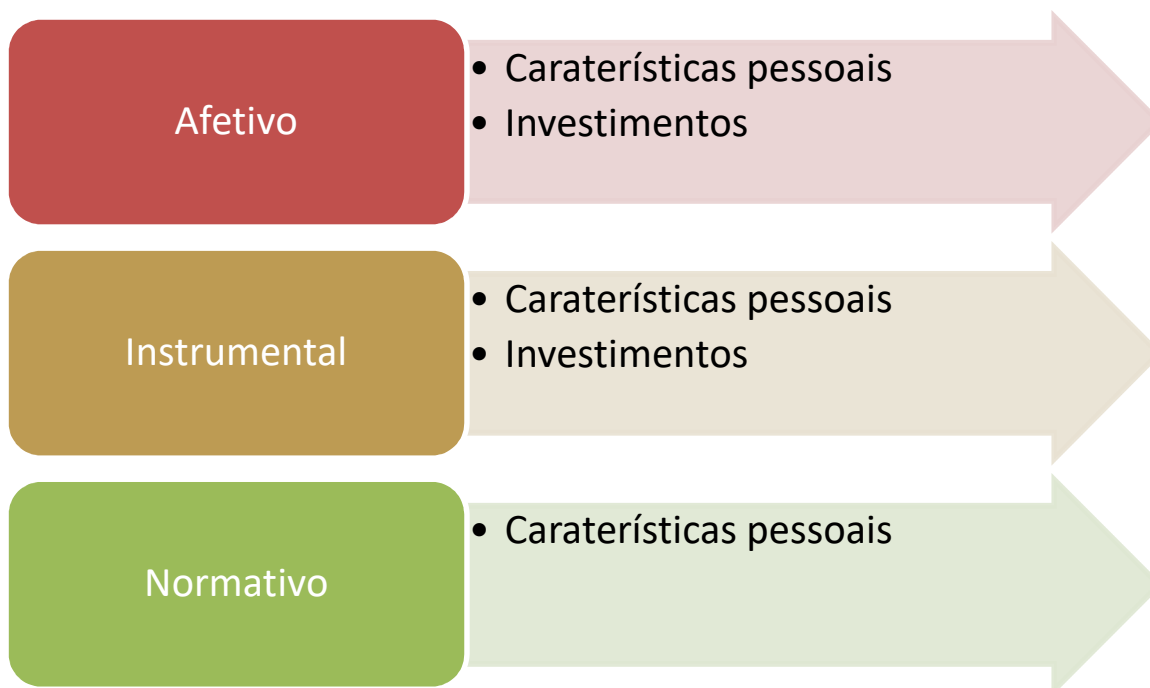 Afetivo
• Caraterísticas pessoais
• Investimentos
Instrumental
• Caraterísticas pessoais
• Investimentos
Normativo
• Caraterísticas pessoais